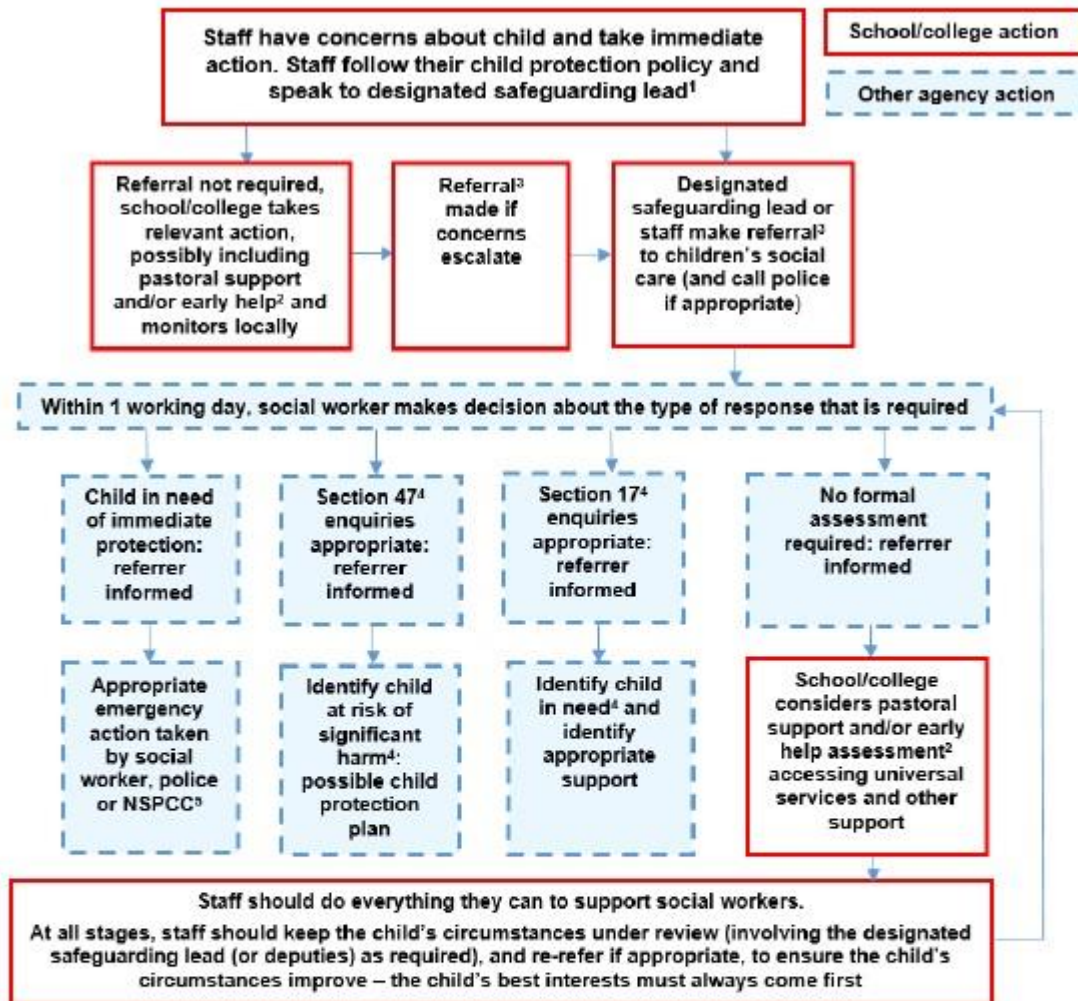 Staff have concerns about child and take immediate
action. Staff follow their child protection policy and
speak to designated safeguarding lead¹
School/college action
Other agency action
Referral not required,
school/college takes
relevant action,
possibly including
pastoral support
and/or early help² and
monitors locally
Referral³
made if
concerns
escalate
Designated
safeguarding lead or
staff make referral³
to children's social
care (and call police
if appropriate)
Within 1 working day, social worker makes decision about the type of response that is required
Child in need
of immediate
protection:
referrer
informed
Section 47⁴
enquiries
appropriate:
referrer
informed
Section 17⁴
enquiries
appropriate:
referrer
informed
No formal
assessment
required: referrer
informed
Appropriate
emergency
action taken
by social
worker, police
or NSPCC⁵
Identify child
at risk of
significant
harm⁴:
possible child
protection
plan
Identify child
in need⁴ and
identify
appropriate
support
School/college
considers pastoral
support and/or early
help assessment²
accessing universal
services and other
support
Staff should do everything they can to support social workers.
At all stages, staff should keep the child's circumstances under review (involving the designated
safeguarding lead (or deputies) as required), and re-refer if appropriate, to ensure the child's
circumstances improve – the child's best interests must always come first